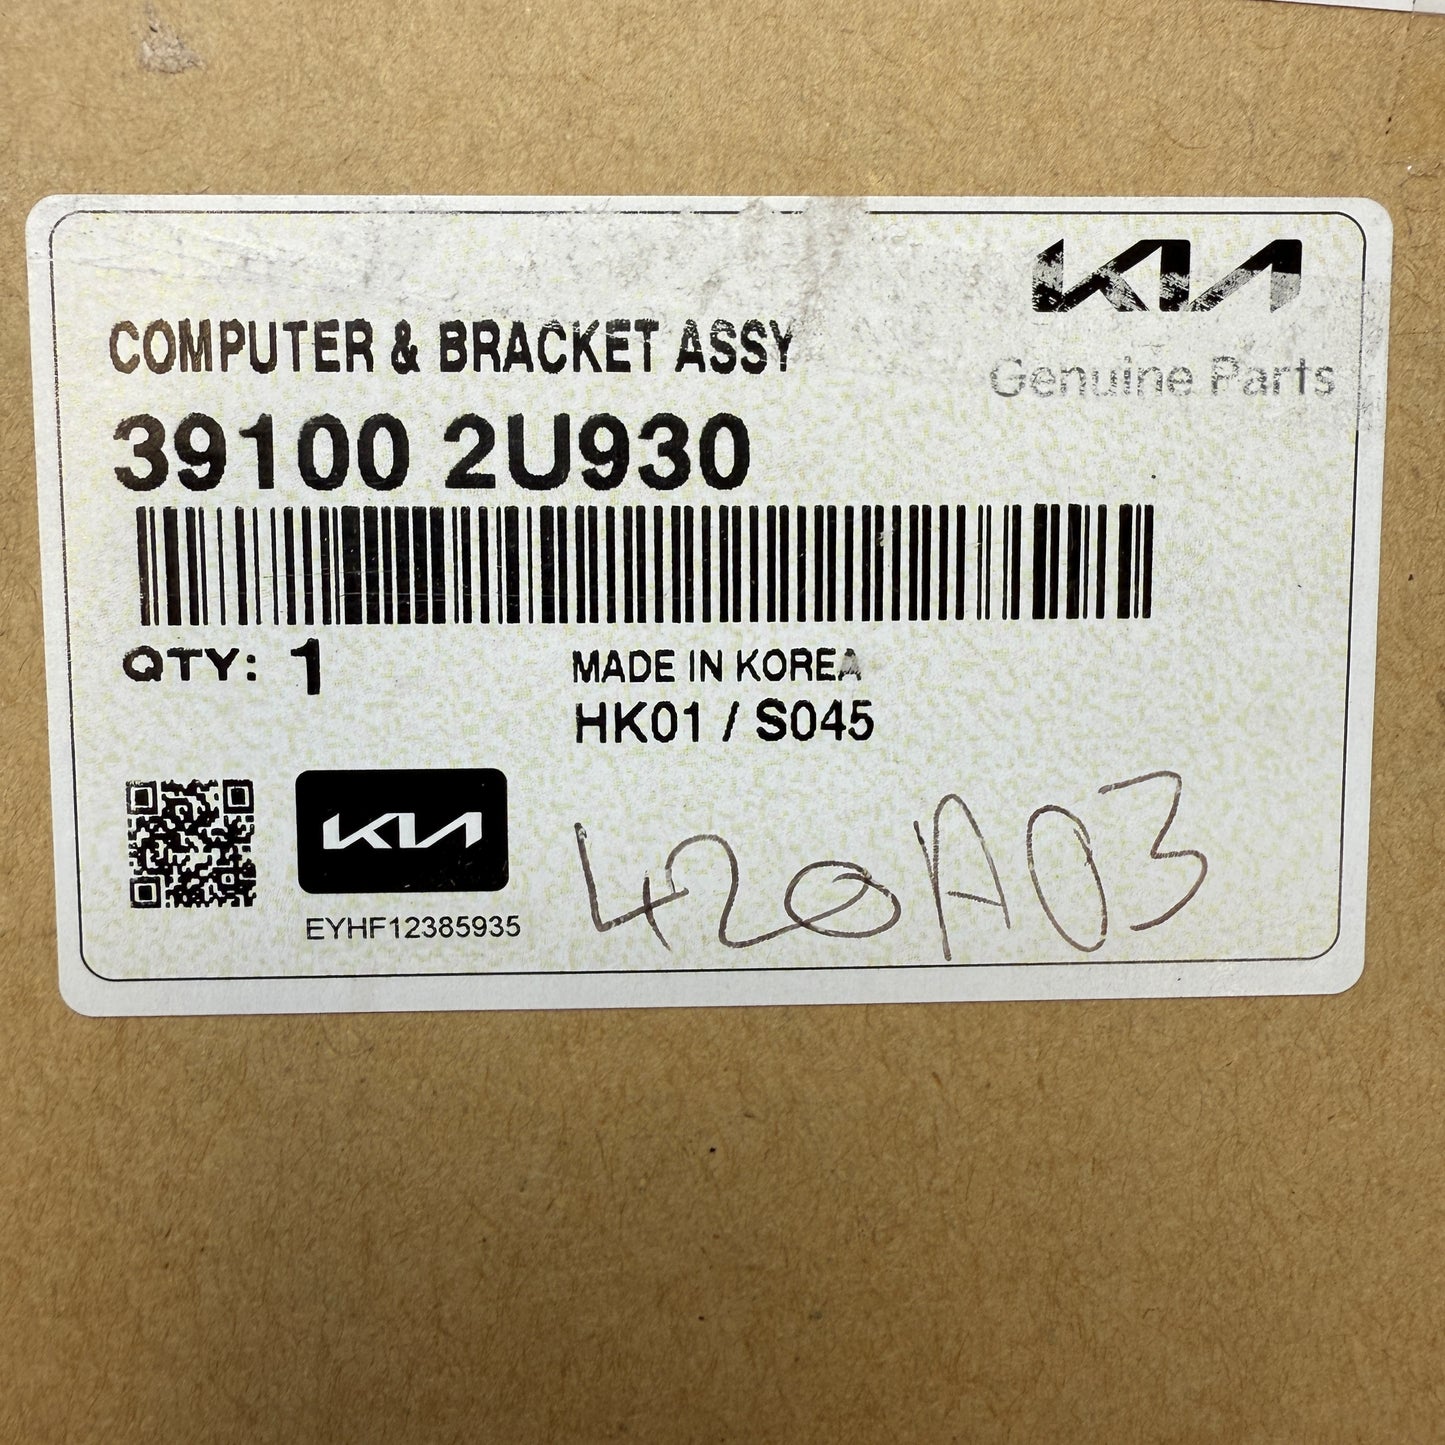 KIA
Genuine Parts
COMPUTER & BRACKET ASSY
39100 2U930
QTY: 1
MADE IN KOREA
HK01 / S045
KIA
EYHF12385935
420A03